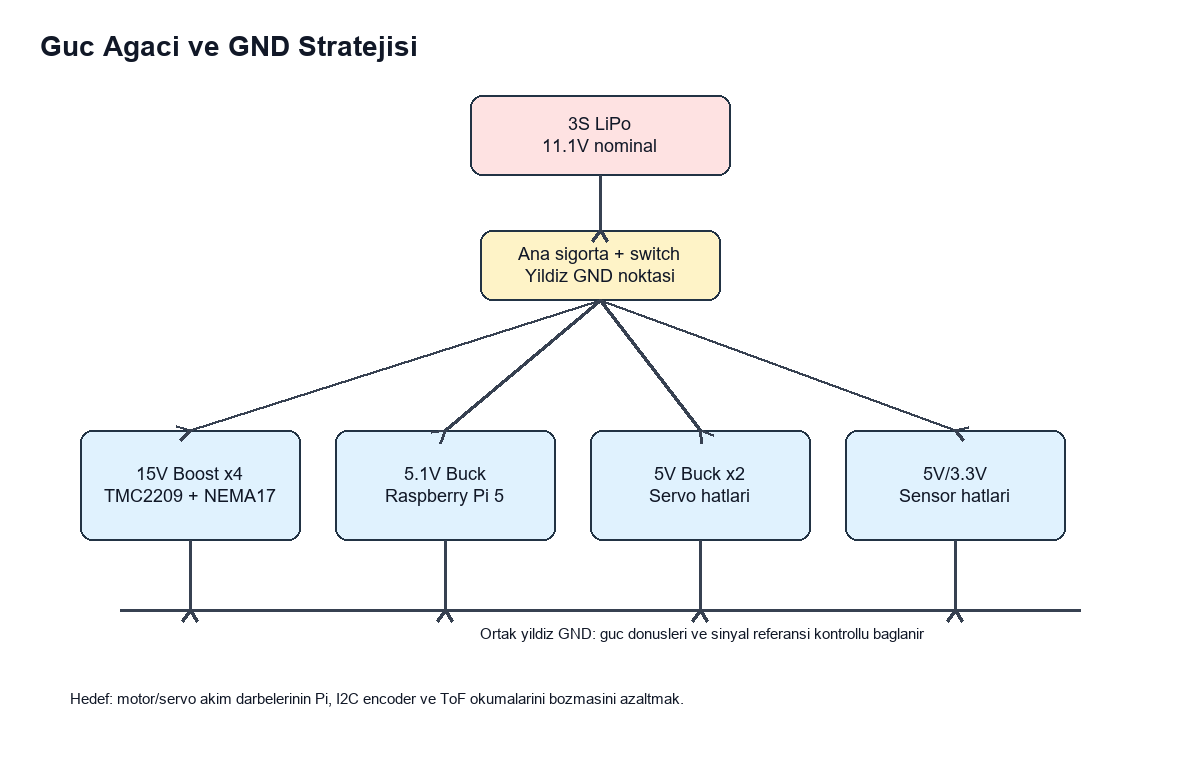 Guc Agaci ve GND Stratejisi
3S LiPo
11.1V nominal
Ana sigorta + switch
Yildiz GND noktasi
15V Boost x4
TMC2209 + NEMA17
5.1V Buck
Raspberry Pi 5
5V Buck x2
Servo hatlari
5V/3.3V
Sensor hatlari
Ortak yildiz GND: guc donusleri ve sinyal referansi kontrollu baglanir
Hedef: motor/servo akim darbelerinin Pi, I2C encoder ve ToF okumalarini bozmasini azaltmak.